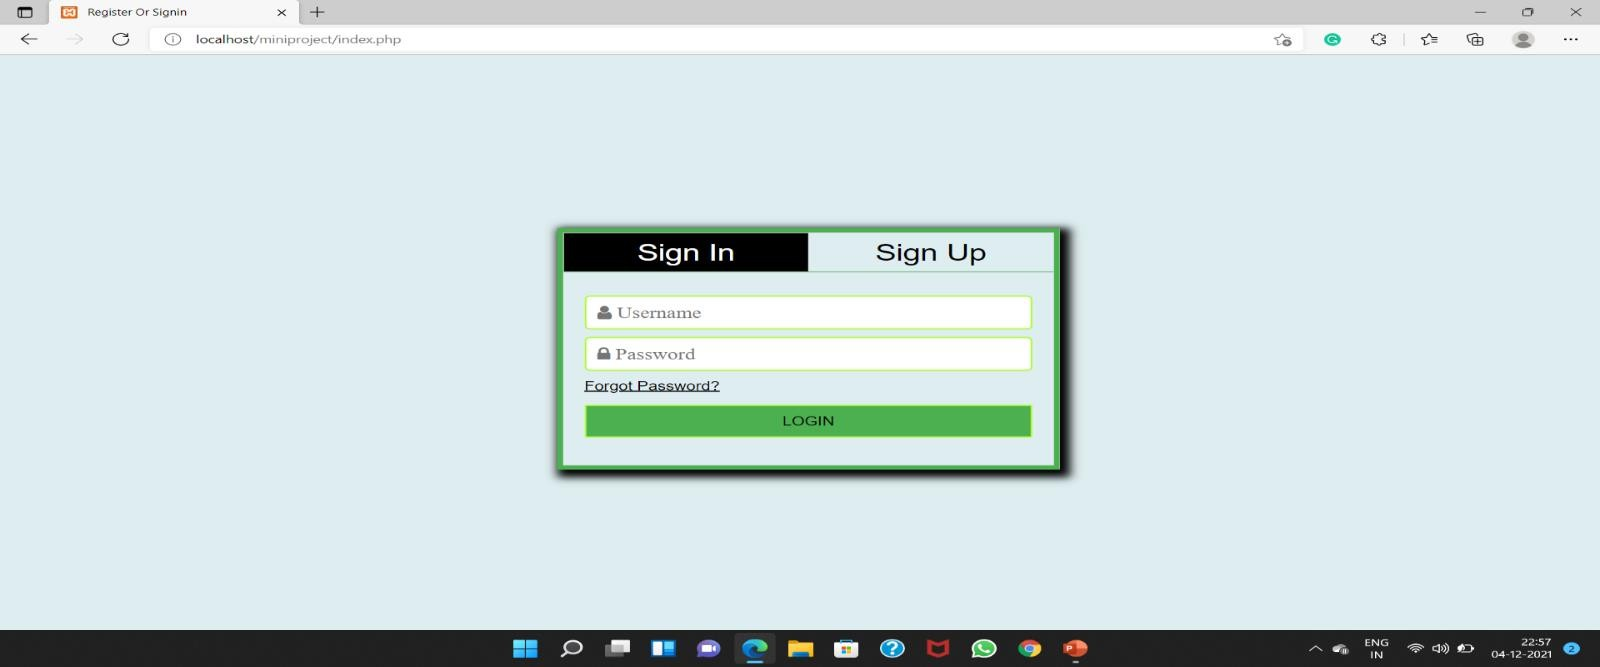 Register Or Signin
localhost/miniproject/index.php
Sign In
Sign Up
Username
Password
Forgot Password?
LOGIN
ENG
IN
22:57
04-12-2021
2